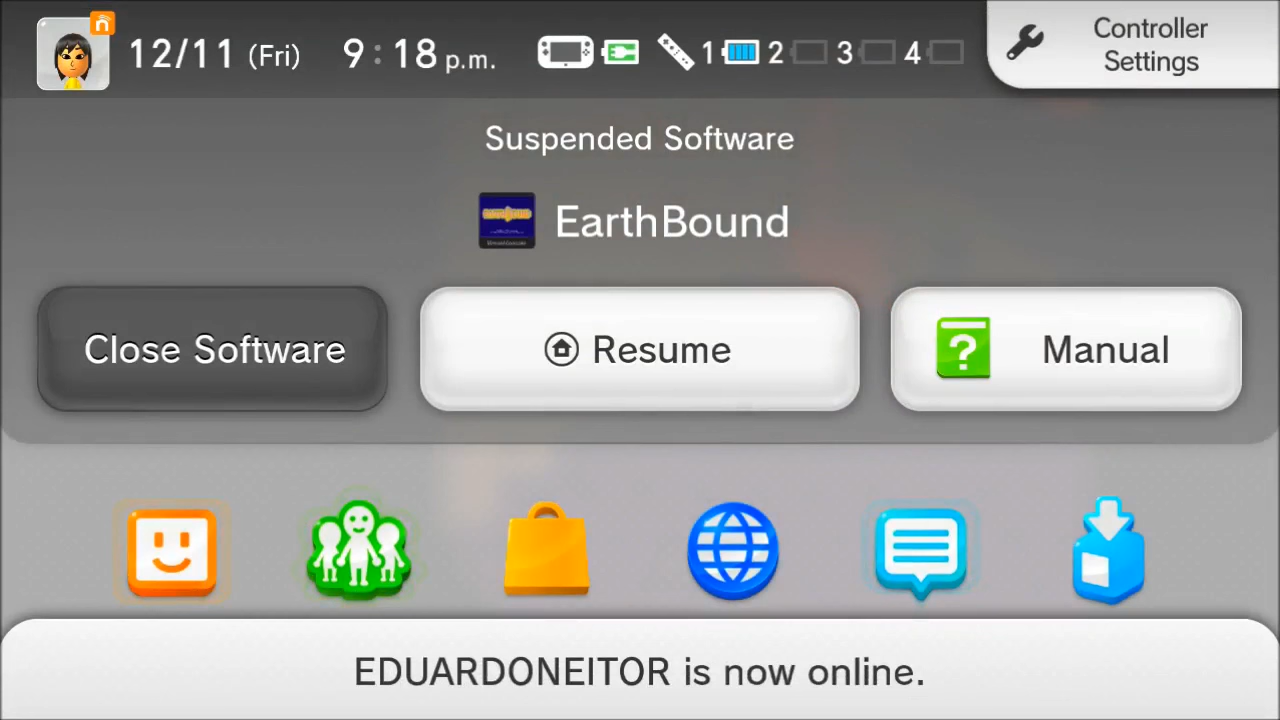 12/11 (Fri) 9:18 p.m. 1 2 3 4
Controller
Settings
Suspended Software
EarthBound
Close Software
Resume
? Manual
EDUARDONEITOR is now online.